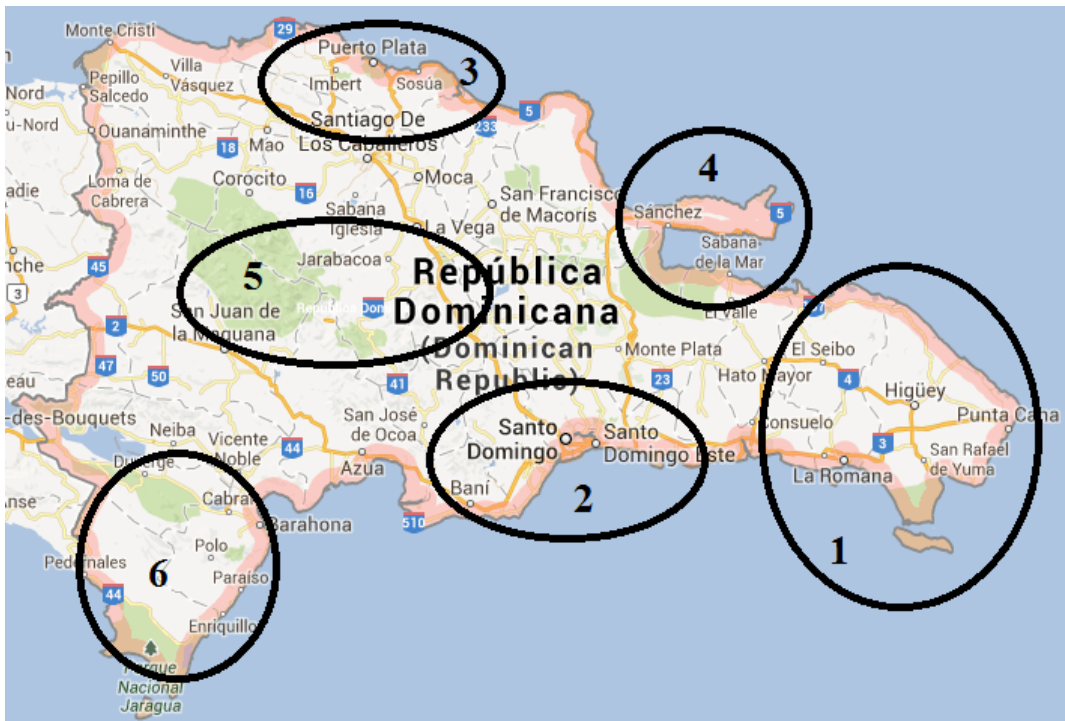 Monte Cristi
29
Puerto Plata
3
Villa
Vásquez
Imbert
Sosúa
Pepillo
Salcedo
Nord
5
u-Nord
Ouanaminthe
Santiago De
Los Caballeros
233
18
Mao
4
adie
Loma de
Cabrera
Corocito
16
Moca
San Francisco
de Macorís
Sabana
Iglesia
La Vega
Sánchez
5
Sabana
de la Mar
nche
45
5
Jarabacoa
República
Dominicana
(Dominican
Republic)
3
República Dom
San Juan de
la Maguana
2
El Valle
Monte Plata
El Seibo
47
50
41
23
Hato Mayor
4
Higüey
eau
-des-Bouquets
San José
de Ocoa
Santo
Domingo
Santo
Domingo Este
Consuelo
Punta Cana
Neiba
Vicente
Noble
44
3
San Rafael
de Yuma
Duverge
Azua
La Romana
Cabral
Baní
2
Barahona
510
1
Polo
Pedernales
6
44
Paraíso
Enriquillo
Parque
Nacional
Jaragua